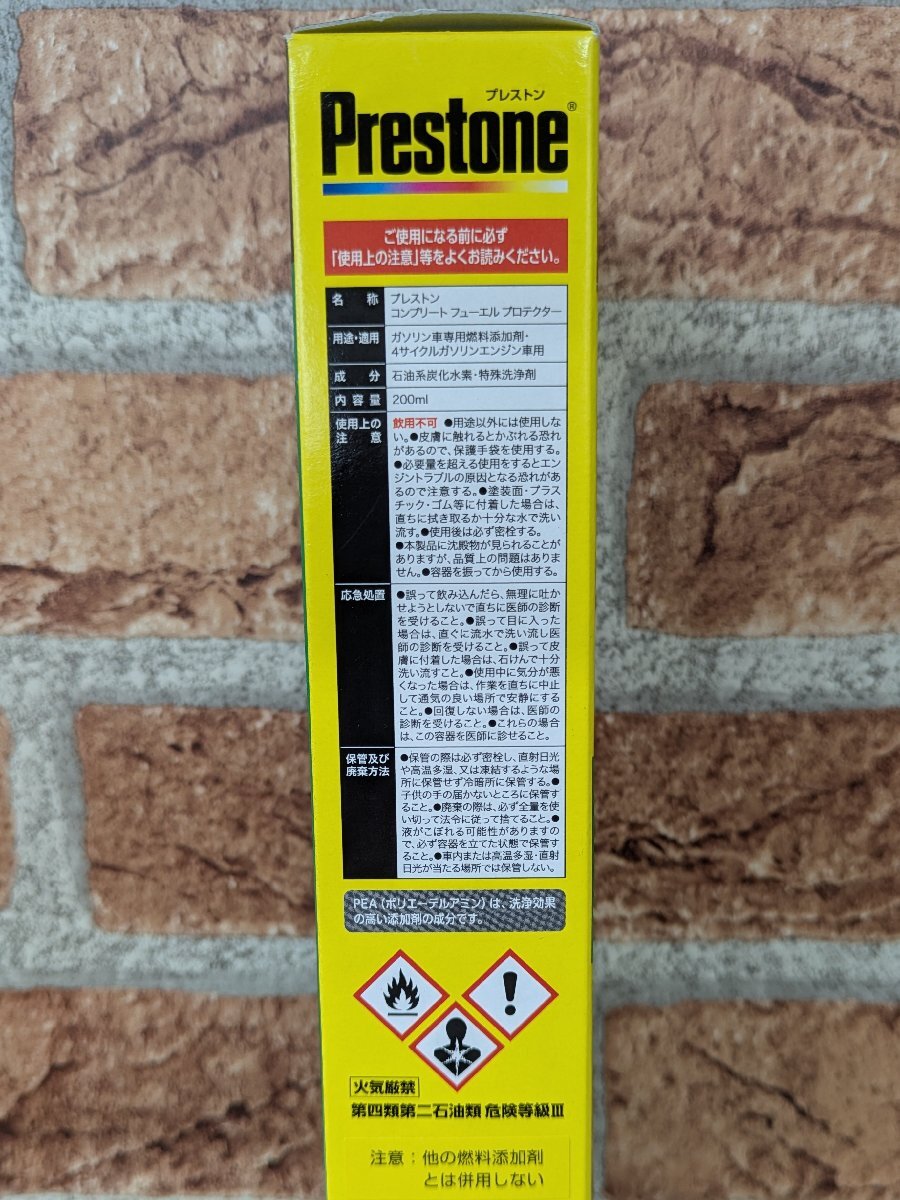 プレストン
Prestone®
ご使用になる前に必ず
「使用上の注意」等をよくお読みください。
名称 プレストン
コンプリート フューエル プロテクター
用途・適用 ガソリン車専用燃料添加剤・
4サイクルガソリンエンジン車用
成分 石油系炭化水素・特殊洗浄剤
内容量 200ml
使用上の 飲用不可 ●用途以外には使用しな
注意 い。●皮膚に触れるとかぶれる恐れ
があるので、保護手袋を使用する。
●必要量を超える使用をするとエン
ジントラブルの原因となる恐れがあ
るので注意する。●塗装面・プラス
チック・ゴム等に付着した場合は、
直ちに拭き取るか十分な水で洗い
流す。●使用後は必ず密栓する。
●本製品に沈殿物が見られることが
ありますが、品質上の問題はありま
せん。●容器を振ってから使用する。
応急処置 ●誤って飲み込んだら、無理に吐か
せようとしないで直ちに医師の診断
を受けること。●誤って目に入った
場合は、直ぐに流水で洗い流し医
師の診断を受けること。●誤って皮
膚に付着した場合は、石けんで十分
洗い流すこと。●使用中に気分が悪
くなった場合は、作業を直ちに中止
して通気の良い場所で安静にする
こと。●回復しない場合は、医師の
診断を受けること。●これらの場合
は、この容器を医師に診せること。
保管及び ●保管の際は必ず密栓し、直射日光
廃棄方法 や高温多湿、又は凍結するような場
所に保管せず冷暗所に保管する。●
子供の手の届かないところに保管す
ること。●廃棄の際は、必ず全量を使
い切って法令に従って捨てること。●
液がこぼれる可能性がありますの
で、必ず容器を立てた状態で保管す
ること。●車内または高温多湿・直射
日光が当たる場所では保管しない。
PEA(ポリエーテルアミン)は、洗浄効果
の高い添加剤の成分です。
火気厳禁
第四類第二石油類 危険等級Ⅲ
注意：他の燃料添加剤
とは併用しない